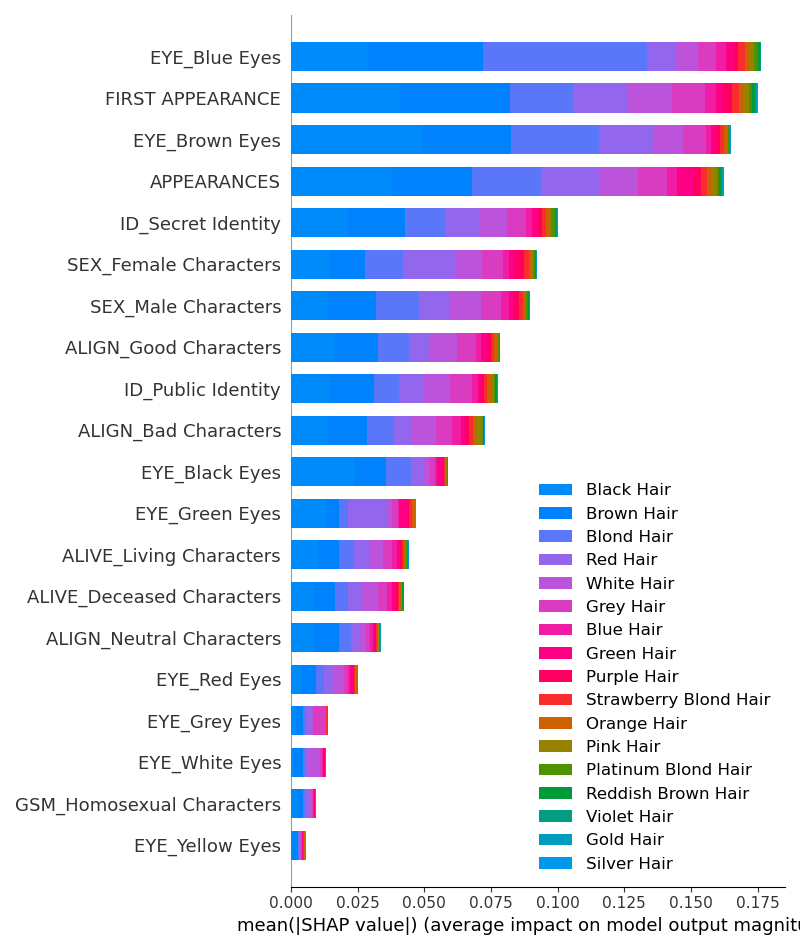 EYE_Blue Eyes
FIRST APPEARANCE
EYE_Brown Eyes
APPEARANCES
ID_Secret Identity
SEX_Female Characters
SEX_Male Characters
ALIGN_Good Characters
ID_Public Identity
ALIGN_Bad Characters
EYE_Black Eyes
EYE_Green Eyes
ALIVE_Living Characters
ALIVE_Deceased Characters
ALIGN_Neutral Characters
EYE_Red Eyes
EYE_Grey Eyes
EYE_White Eyes
GSM_Homosexual Characters
EYE_Yellow Eyes
Black Hair
Brown Hair
Blond Hair
Red Hair
White Hair
Grey Hair
Blue Hair
Green Hair
Purple Hair
Strawberry Blond Hair
Orange Hair
Pink Hair
Platinum Blond Hair
Reddish Brown Hair
Violet Hair
Gold Hair
Silver Hair
0.000 0.025 0.050 0.075 0.100 0.125 0.150 0.175
mean(|SHAP value|) (average impact on model output magnitu